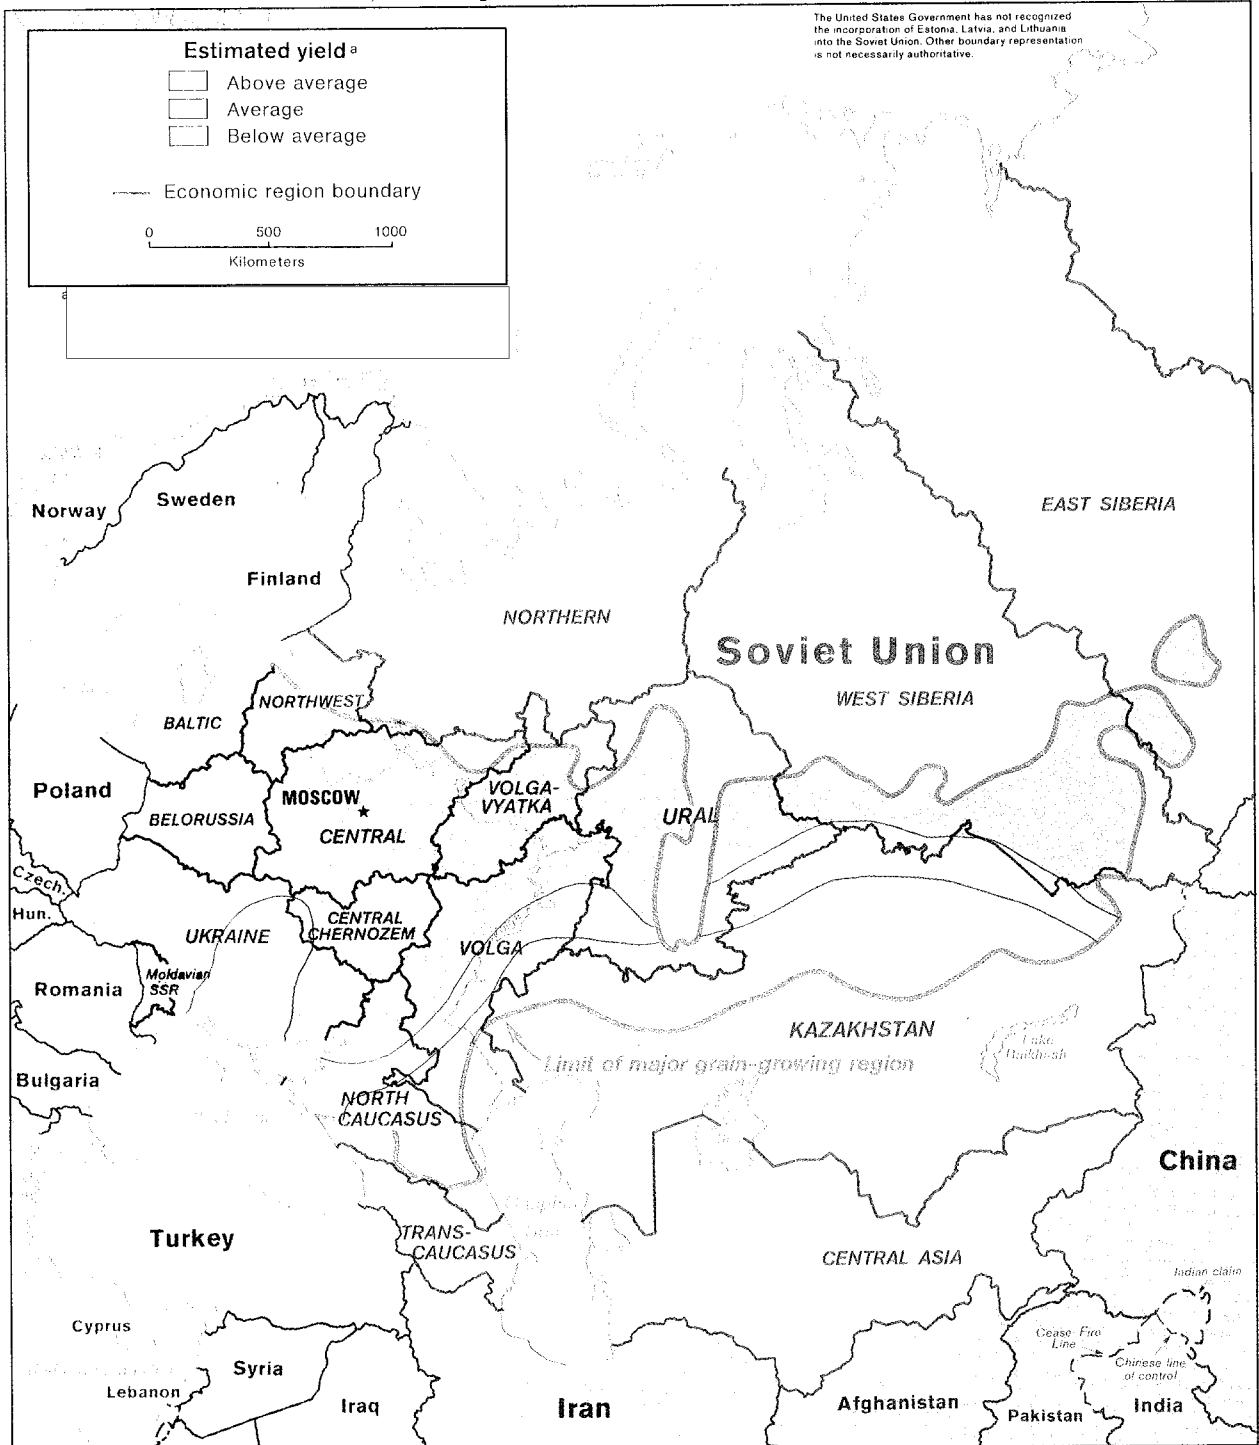 The United States Government has not recognized
the incorporation of Estonia, Latvia, and Lithuania
into the Soviet Union. Other boundary representation
is not necessarily authoritative.
Estimated yield a
Above average
Average
Below average
Economic region boundary
0 500 1000
Kilometers
a
Norway
Sweden
Finland
EAST SIBERIA
NORTHERN
Soviet Union
WEST SIBERIA
NORTHWEST
BALTIC
Poland
MOSCOW
VOLGA-
VYATKA
BELORUSSIA
CENTRAL
URAL
Czech.
Hun.
CENTRAL
CHERNOZEM
UKRAINE
VOLGA
Moldavian
SSR
Romania
KAZAKHSTAN
Lake
Limit of major grain-growing region
Bulgaria
NORTH
CAUCASUS
China
Turkey
TRANS-
CAUCASUS
CENTRAL ASIA
Indian claim
Cyprus
Cease Fire
Line
Chinese line
of control
Syria
Lebanon
Iraq
Iran
Afghanistan
Pakistan
India